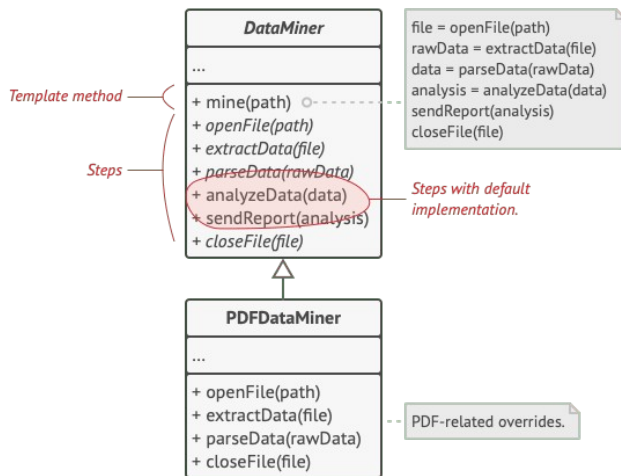 DataMiner
...
Template method
+ mine(path)
Steps
+ openFile(path)
+ extractData(file)
+ parseData(rawData)
+ analyzeData(data)
+ sendReport(analysis)
+ closeFile(file)
file = openFile(path)
rawData = extractData(file)
data = parseData(rawData)
analysis = analyzeData(data)
sendReport(analysis)
closeFile(file)
Steps with default
implementation.
PDFDataMiner
...
+ openFile(path)
+ extractData(file)
+ parseData(rawData)
+ closeFile(file)
PDF-related overrides.